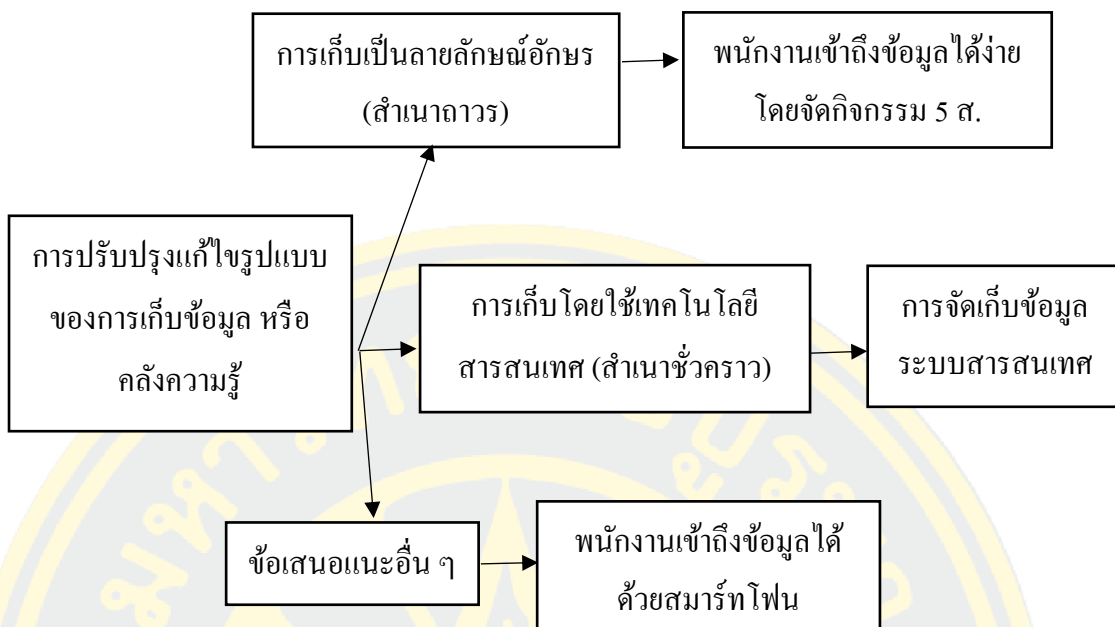 การเก็บเป็นลายลักษณ์อักษร
(สำเนาถาวร)
พนักงานเข้าถึงข้อมูลได้ง่าย
โดยจัดกิจกรรม 5 ส.
การปรับปรุงแก้ไขรูปแบบ
ของการเก็บข้อมูล หรือ
คลังความรู้
การเก็บโดยใช้เทคโนโลยี
สารสนเทศ (สำเนาชั่วคราว)
การจัดเก็บข้อมูล
ระบบสารสนเทศ
ข้อเสนอแนะอื่น ๆ
พนักงานเข้าถึงข้อมูลได้
ด้วยสมาร์ทโฟน